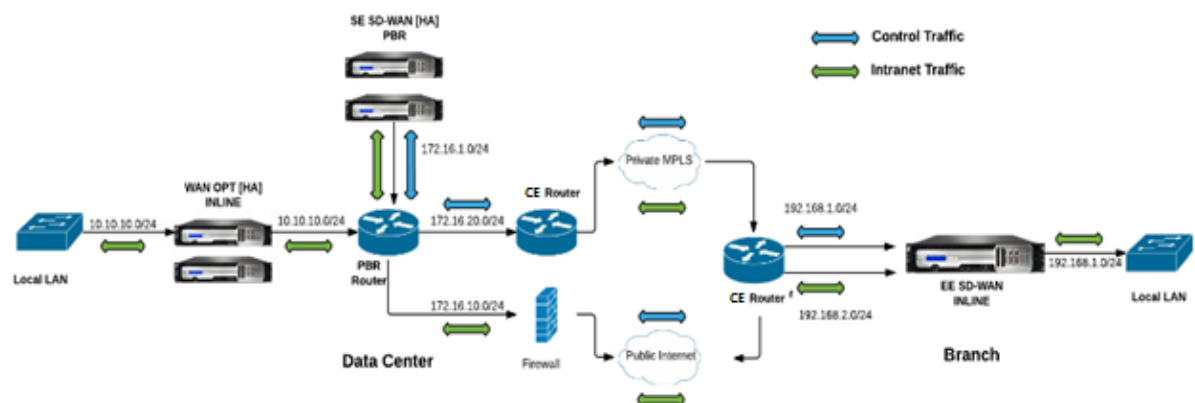 SE SD-WAN [HA]
PBR
Control Traffic
Intranet Traffic
172.16.1.0/24
Private MPLS
WAN OPT [HA]
INLINE
CE Router
10.10.10.0/24
10.10.10.0/24
172.16.20.0/24
192.168.1.0/24
Local LAN
PBR
Router
CE Router
EE SD-WAN
INLINE
192.168.1.0/24
Local LAN
172.16.10.0/24
192.168.2.0/24
Data Center
Firewall
Public Internet
Branch